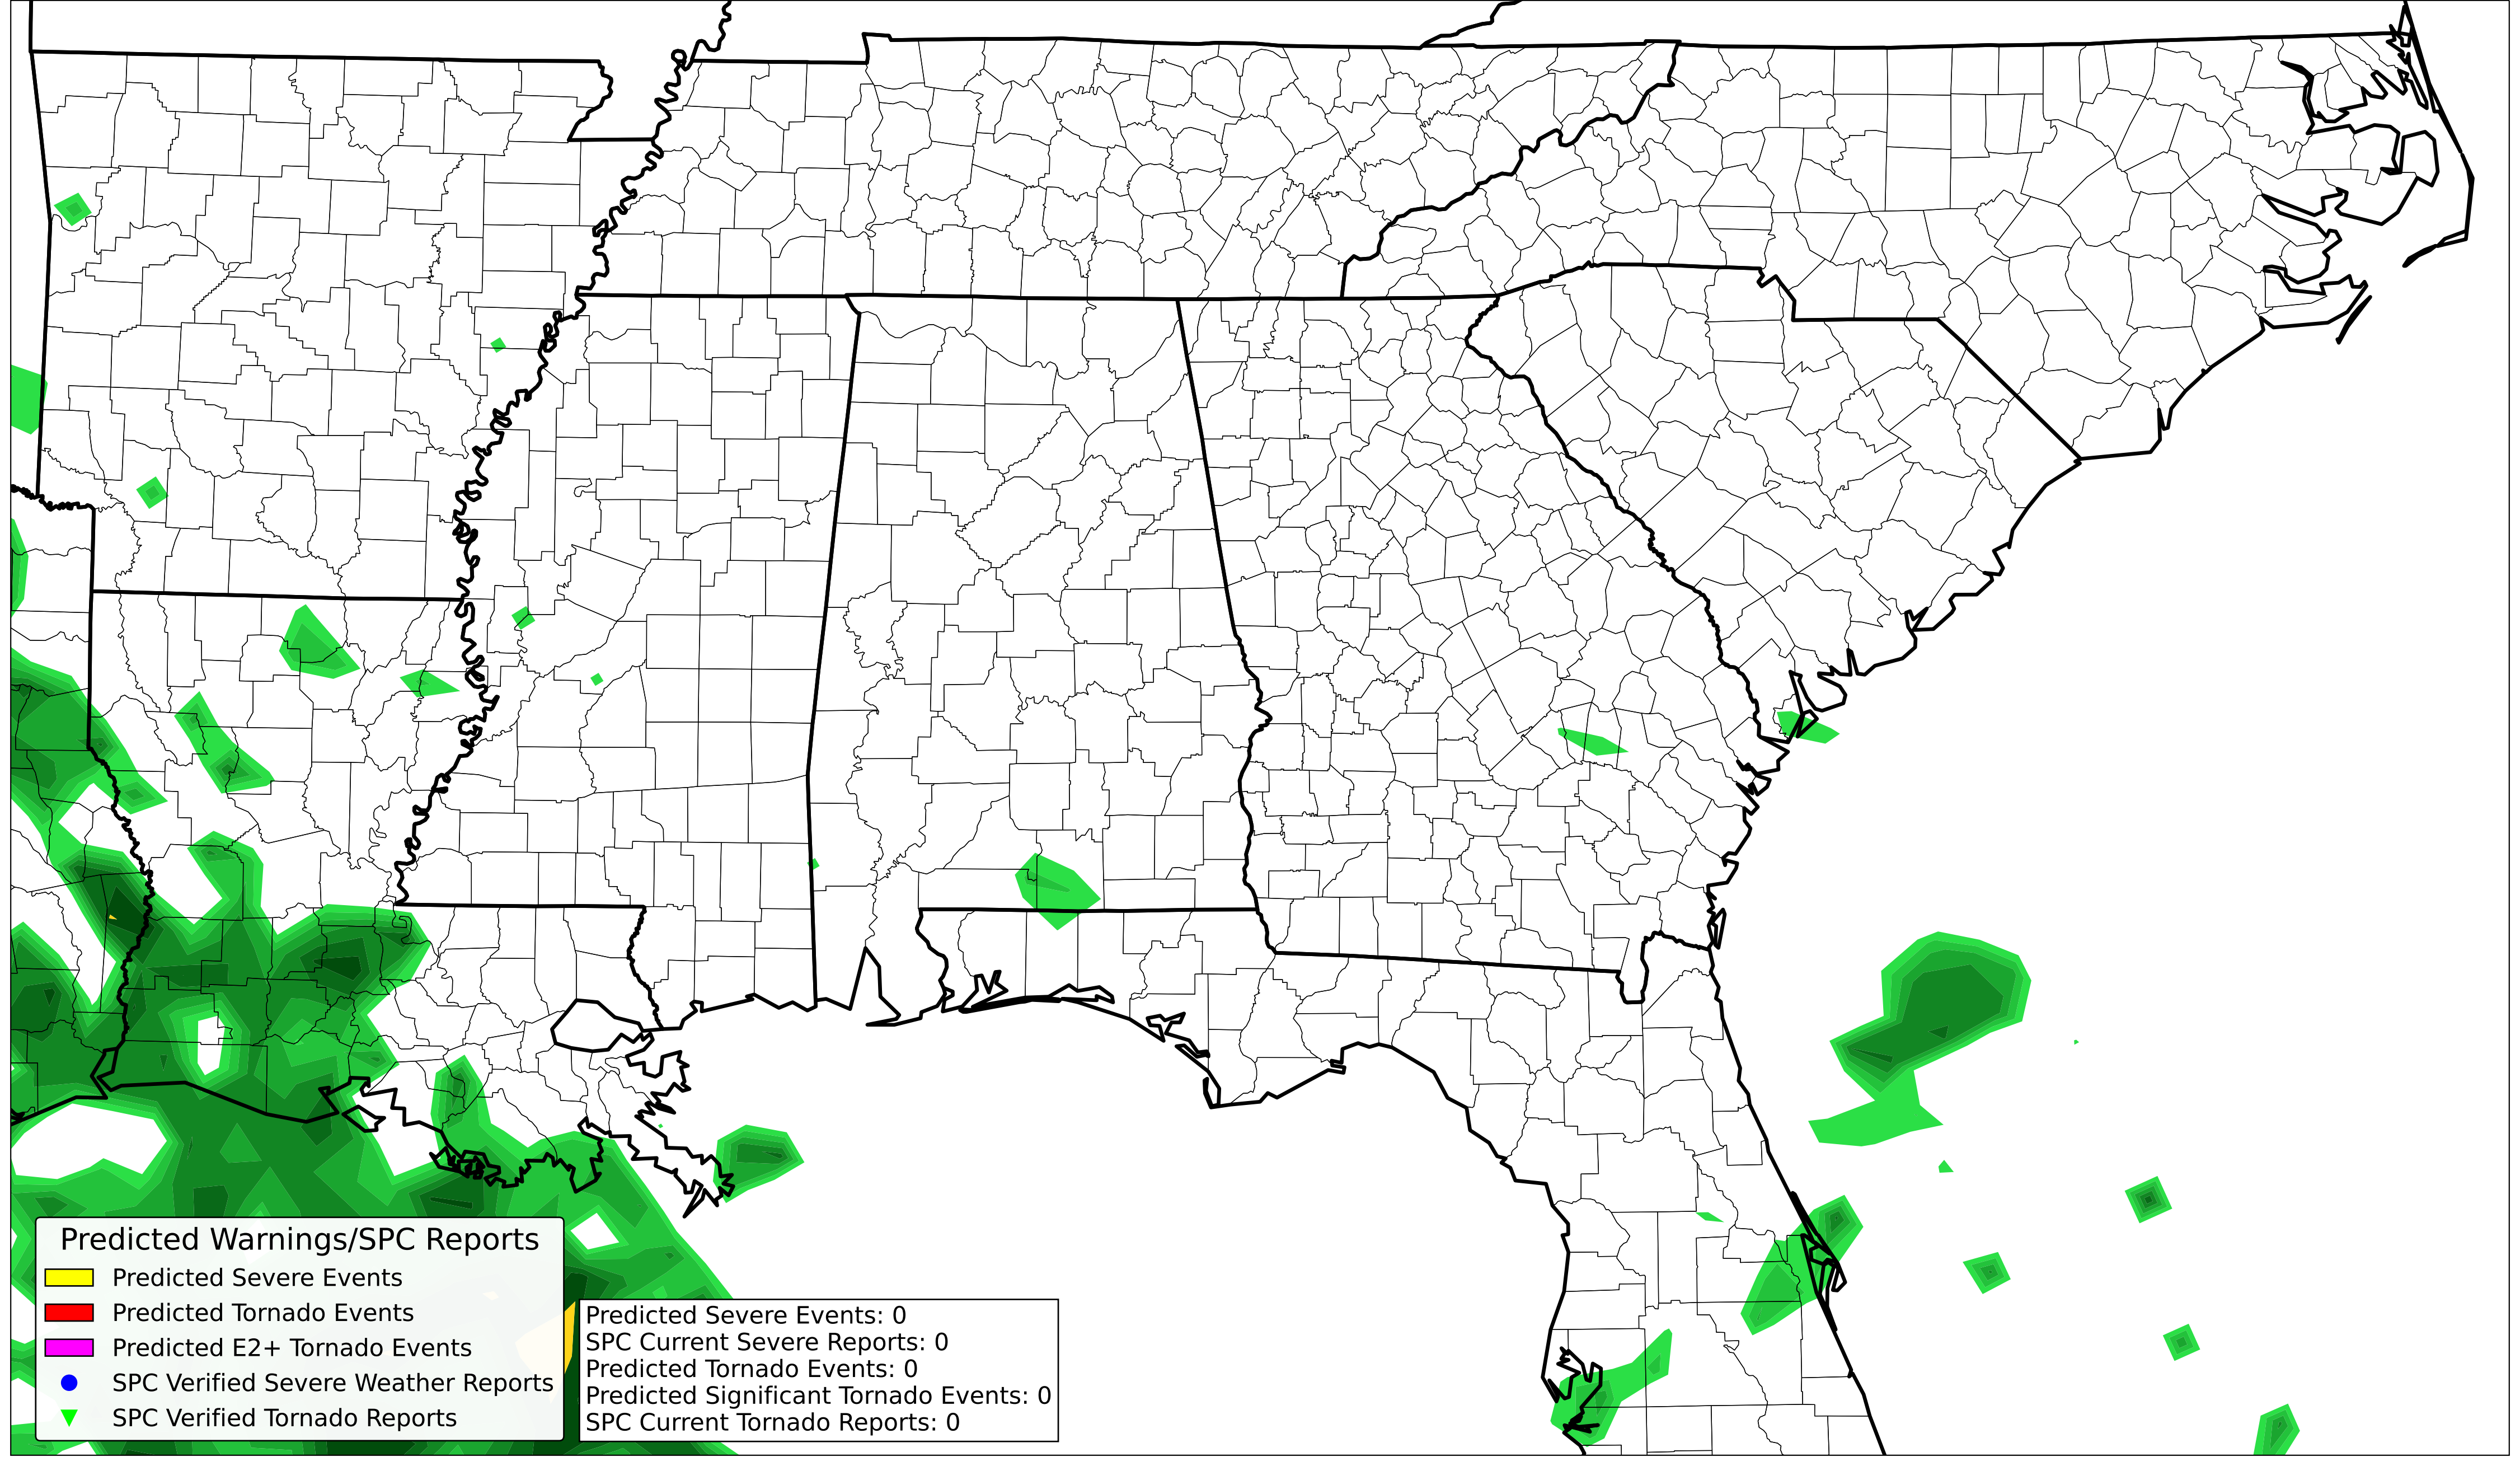 Predicted Warnings/SPC Reports
Predicted Severe Events
Predicted Tornado Events
Predicted E2+ Tornado Events
SPC Verified Severe Weather Reports
SPC Verified Tornado Reports
Predicted Severe Events: 0
SPC Current Severe Reports: 0
Predicted Tornado Events: 0
Predicted Significant Tornado Events: 0
SPC Current Tornado Reports: 0